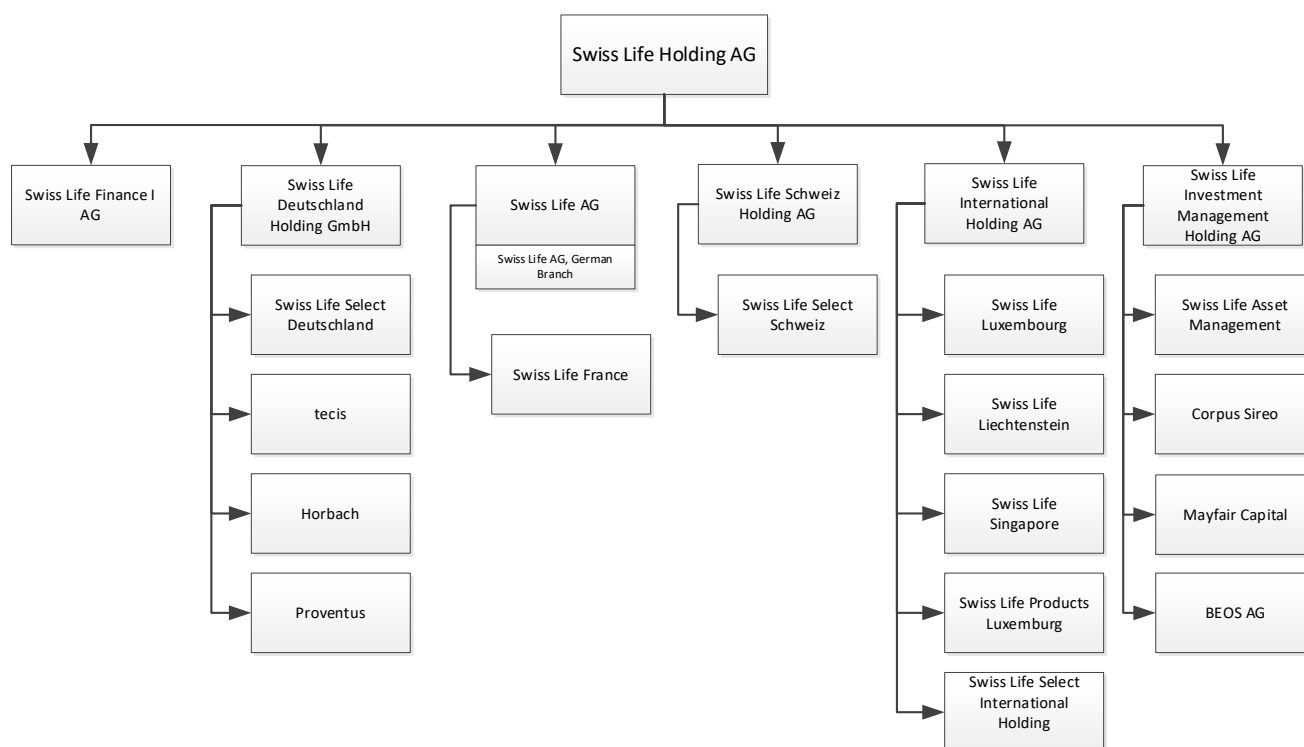 Swiss Life Holding AG
Swiss Life Finance I
AG
Swiss Life
Deutschland
Holding GmbH
Swiss Life AG
Swiss Life AG, German
Branch
Swiss Life Schweiz
Holding AG
Swiss Life
International
Holding AG
Swiss Life
Investment
Management
Holding AG
Swiss Life Select
Deutschland
tecis
Horbach
Proventus
Swiss Life France
Swiss Life Select
Schweiz
Swiss Life
Luxembourg
Swiss Life
Liechtenstein
Swiss Life
Singapore
Swiss Life Products
Luxemburg
Swiss Life Select
International
Holding
Swiss Life Asset
Management
Corpus Sireo
Mayfair Capital
BEOS AG